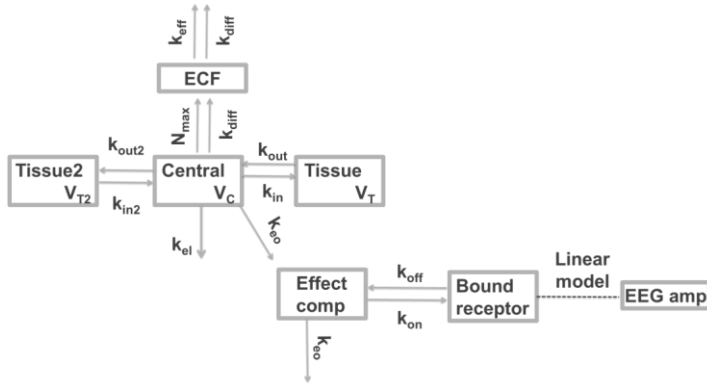 k_eff
k_diff
ECF
N_max
k_diff
k_out2
k_out
Tissue2
V_T2
Central
V_C
Tissue
V_T
k_in2
k_in
k_el
k_eo
Effect
comp
k_off
k_on
Bound
receptor
Linear
model
EEG amp
k_eo